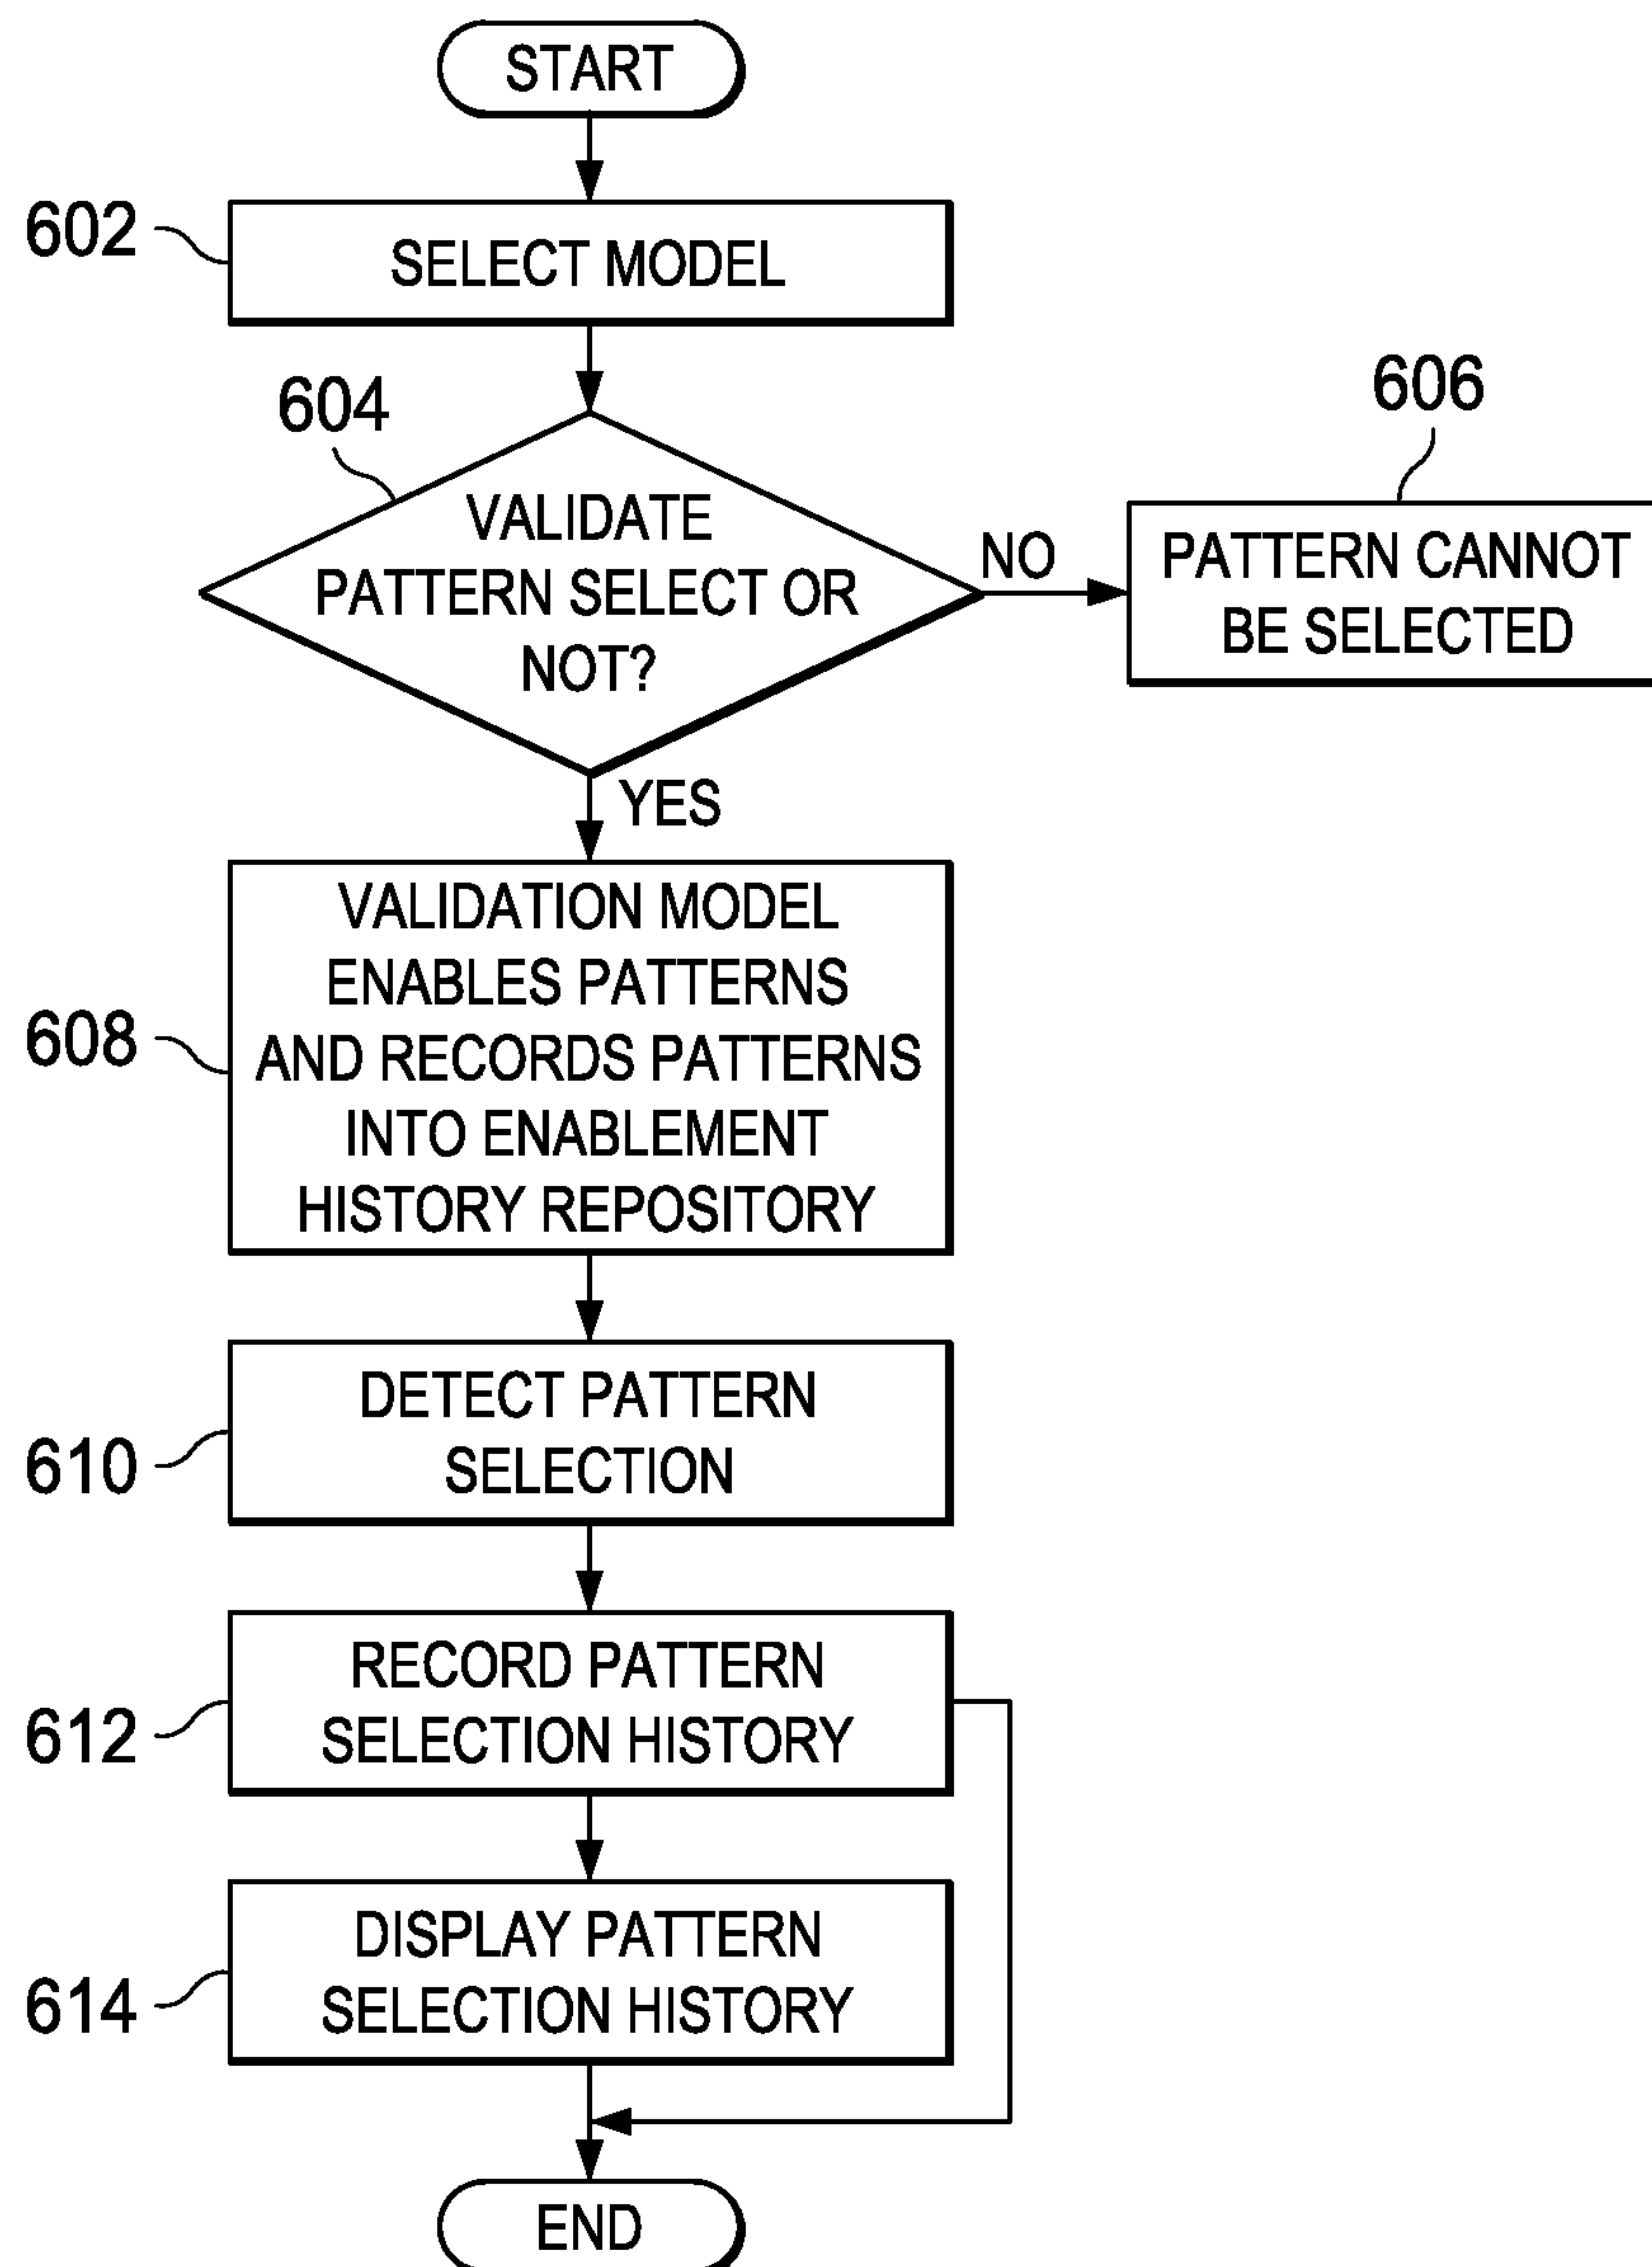 START
602
SELECT MODEL
604
606
VALIDATE
PATTERN SELECT OR
NOT?
NO
PATTERN CANNOT
BE SELECTED
YES
608
VALIDATION MODEL
ENABLES PATTERNS
AND RECORDS PATTERNS
INTO ENABLEMENT
HISTORY REPOSITORY
610
DETECT PATTERN
SELECTION
612
RECORD PATTERN
SELECTION HISTORY
614
DISPLAY PATTERN
SELECTION HISTORY
END